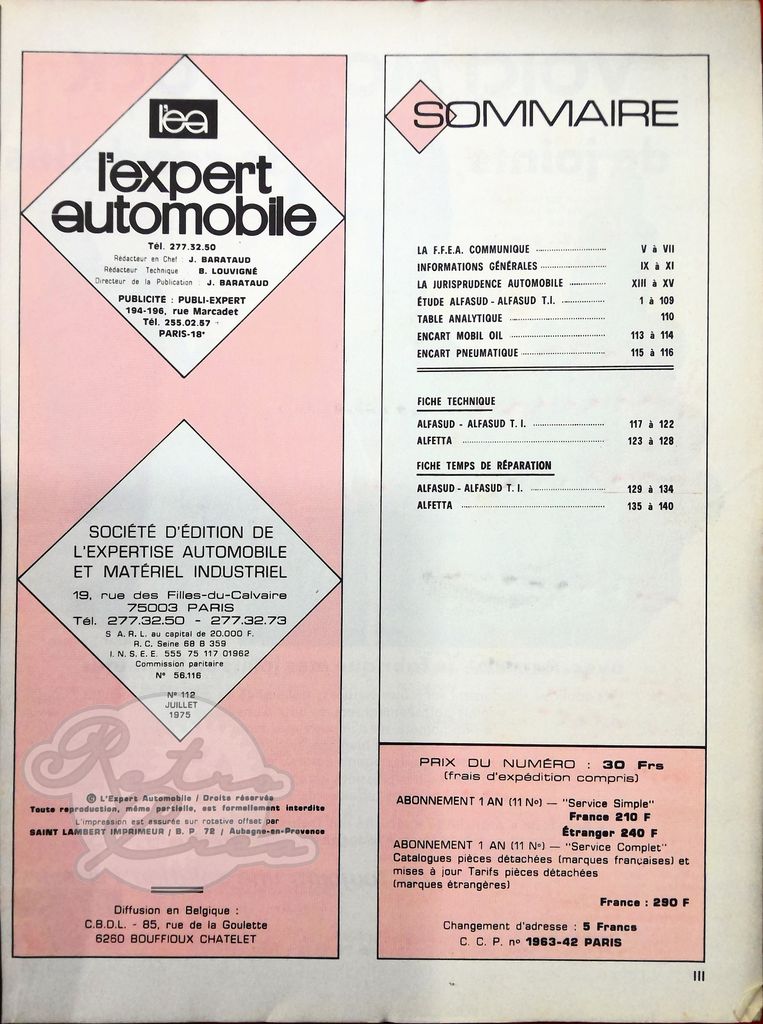 l'ea
l'expert
automobile
Tél. 277.32.50
Rédacteur en Chef : J. BARATAUD
Rédacteur Technique : B. LOUVIGNÉ
Directeur de la Publication : J. BARATAUD
PUBLICITÉ : PUBLI-EXPERT
194-196, rue Marcadet
Tél. 255.02.57
PARIS-18e
SOCIÉTÉ D'ÉDITION DE
L'EXPERTISE AUTOMOBILE
ET MATÉRIEL INDUSTRIEL
19, rue des Filles-du-Calvaire
75003 PARIS
Tél. 277.32.50 - 277.32.73
S.A.R.L. au capital de 20.000 F.
R.C. Seine 68 B 359
I.N.S.E.E. 555 75 117 01962
Commission paritaire
N° 56.116
N° 112
JUILLET
1975
Retro
© L'Expert Automobile / Droits réservés
Toute reproduction, même partielle, est formellement interdite
L'impression est assurée sur rotative offset par
SAINT LAMBERT IMPRIMEUR / B. P. 72 / Aubagne-en-Provence
Diffusion en Belgique :
C.B.D.L. - 85, rue de la Goulette
6260 BOUFFIOUX CHATELET
SOMMAIRE
LA F.F.E.A. COMMUNIQUE V à VII
INFORMATIONS GÉNÉRALES IX à XI
LA JURISPRUDENCE AUTOMOBILE XIII à XV
ÉTUDE ALFASUD - ALFASUD T.I. 1 à 109
TABLE ANALYTIQUE 110
ENCART MOBIL OIL 113 à 114
ENCART PNEUMATIQUE 115 à 116
FICHE TECHNIQUE
ALFASUD - ALFASUD T. I. 117 à 122
ALFETTA 123 à 128
FICHE TEMPS DE RÉPARATION
ALFASUD - ALFASUD T. I. 129 à 134
ALFETTA 135 à 140
PRIX DU NUMÉRO : 30 Frs
(frais d'expédition compris)
ABONNEMENT 1 AN (11 Nos) — "Service Simple"
France 210 F
Étranger 240 F
ABONNEMENT 1 AN (11 Nos) — "Service Complet"
Catalogues pièces détachées (marques françaises) et
mises à jour Tarifs pièces détachées
(marques étrangères)
France : 290 F
Changement d'adresse : 5 Francs
C. C. P. no 1963-42 PARIS
III